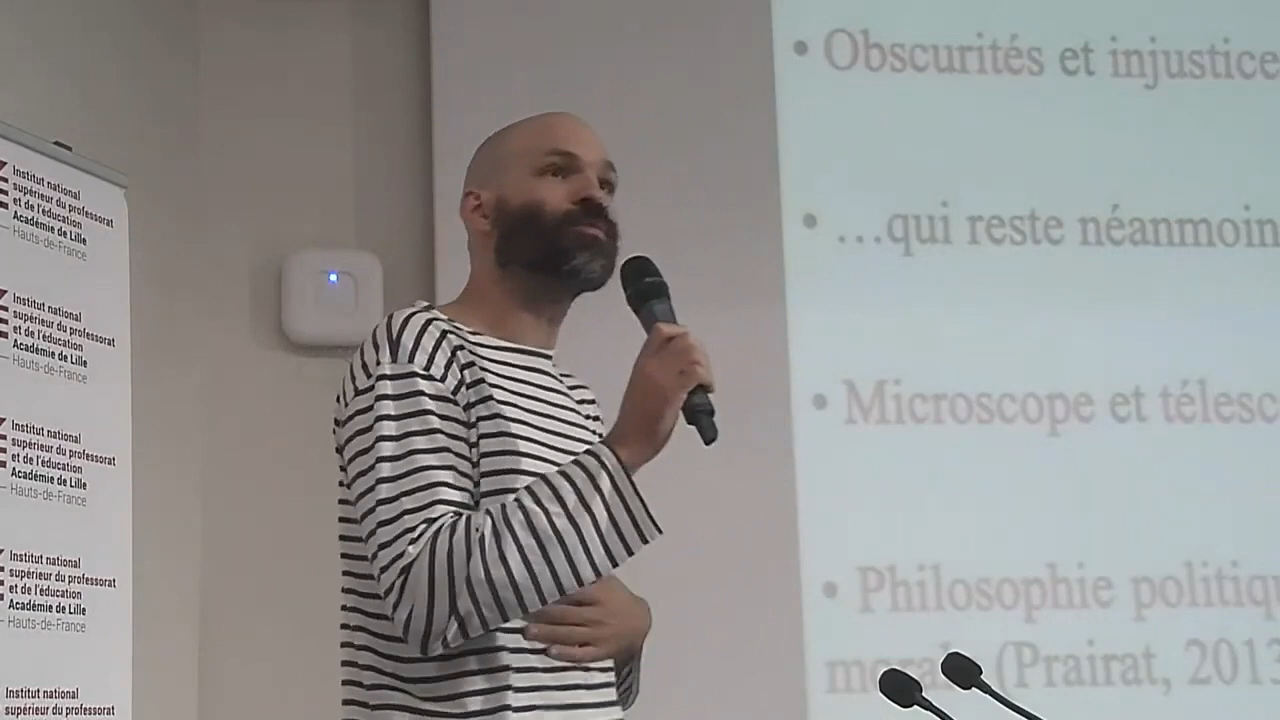 Institut national
supérieur du professorat
et de l'éducation
Académie de Lille
Hauts-de-France
Institut national
supérieur du professorat
et de l'éducation
Académie de Lille
Hauts-de-France
Institut national
supérieur du professorat
et de l'éducation
Académie de Lille
Hauts-de-France
Institut national
supérieur du professorat
et de l'éducation
Académie de Lille
Hauts-de-France
Institut national
supérieur du professorat
• Obscurités et injustice
• …qui reste néanmoin
• Microscope et télesc
• Philosophie politiq
(Prairat, 2013